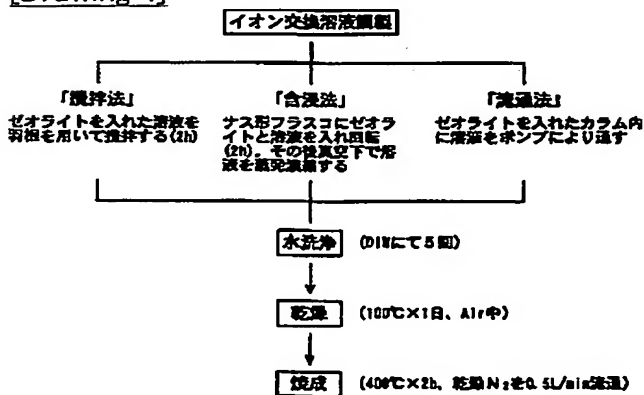 [Drawing 1]
イオン交換溶液調製
『攪拌法』
ゼオライトを入れた溶液を
羽根を用いて攪拌する(2h)
『含浸法』
ナス形フラスコにゼオラ
イトと溶液を入れ回転
(2h)。その後真空下で溶
液を蒸発濃縮する
『流通法』
ゼオライトを入れたカラム内
に溶液をポンプにより通す
水洗浄 (DIWにて5回)
乾燥 (100℃×1日、Air中)
焼成 (400℃×2h、乾燥N₂を0.5L/min流通)